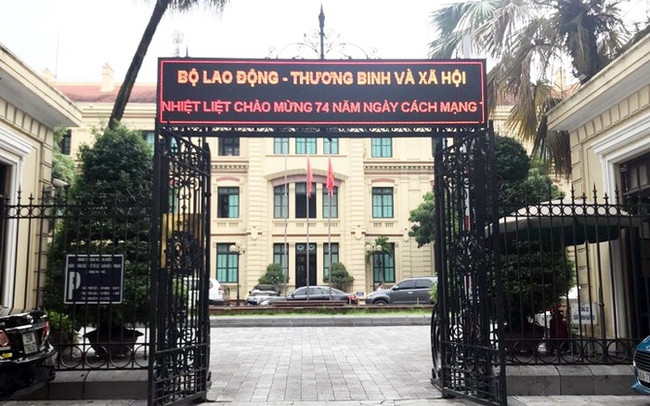 BỘ LAO ĐỘNG - THƯƠNG BINH VÀ XÃ HỘI
NHIỆT LIỆT CHÀO MỪNG 74 NĂM NGÀY CÁCH MẠNG T
P